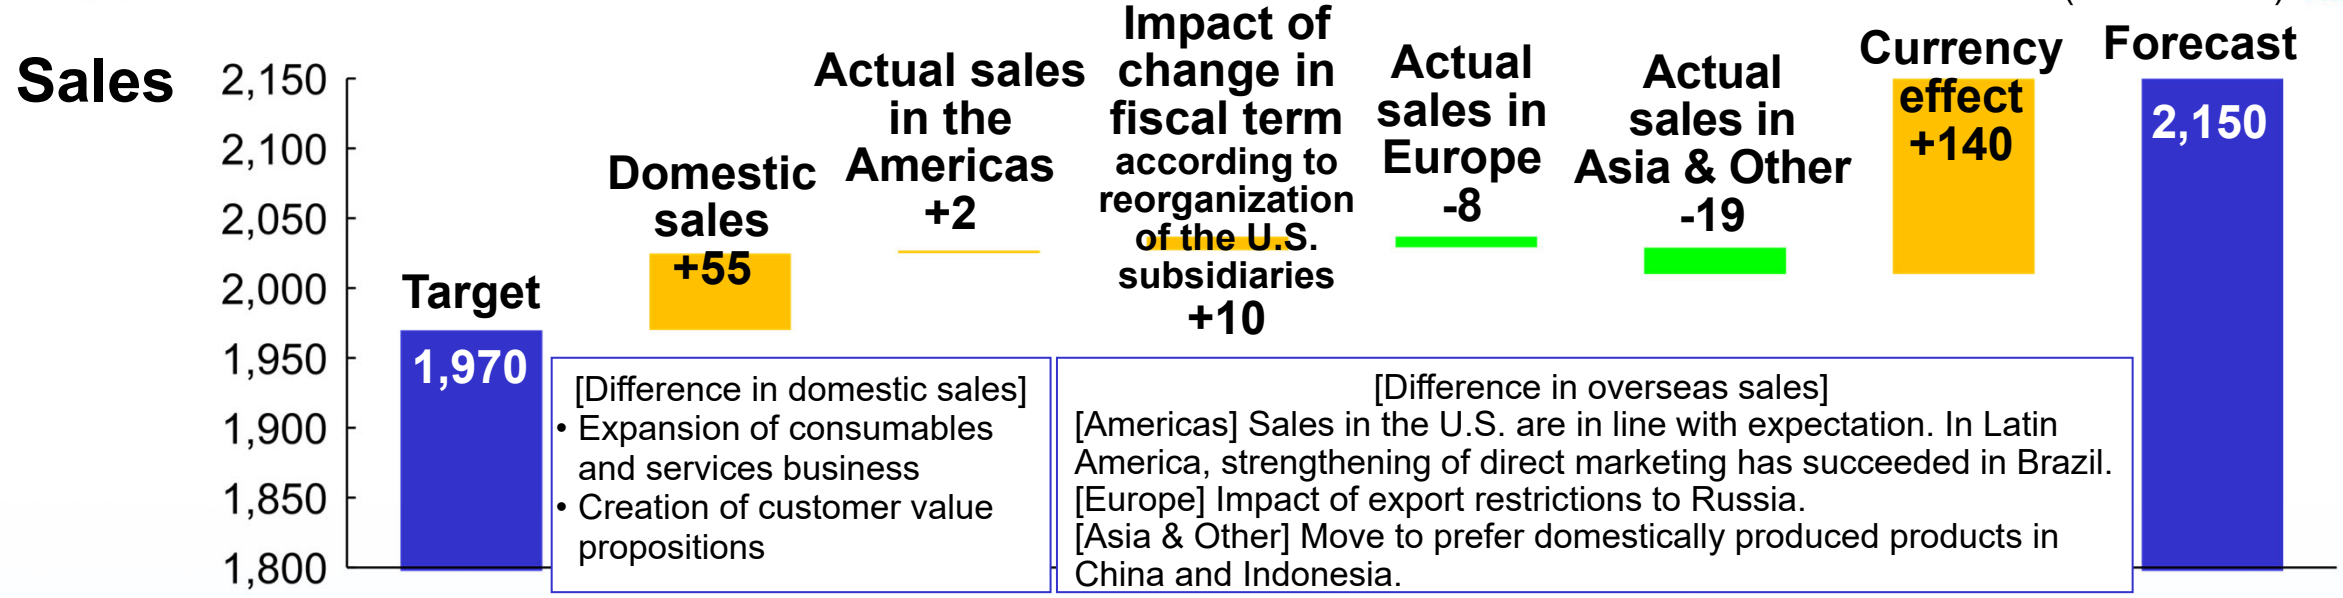 Sales
2,150
2,100
2,050
2,000
1,950
1,900
1,850
1,800
Target
1,970
Domestic
sales
+55
Actual sales
in the
Americas
+2
Impact of
change in
fiscal term
according to
reorganization
of the U.S.
subsidiaries
+10
Actual
sales in
Europe
-8
Actual
sales in
Asia & Other
-19
Currency
effect
+140
Forecast
2,150
[Difference in domestic sales]
• Expansion of consumables
and services business
• Creation of customer value
propositions
[Difference in overseas sales]
[Americas] Sales in the U.S. are in line with expectation. In Latin
America, strengthening of direct marketing has succeeded in Brazil.
[Europe] Impact of export restrictions to Russia.
[Asia & Other] Move to prefer domestically produced products in
China and Indonesia.